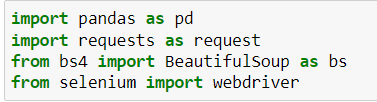 import pandas as pd
import requests as request
from bs4 import BeautifulSoup as bs
from selenium import webdriver